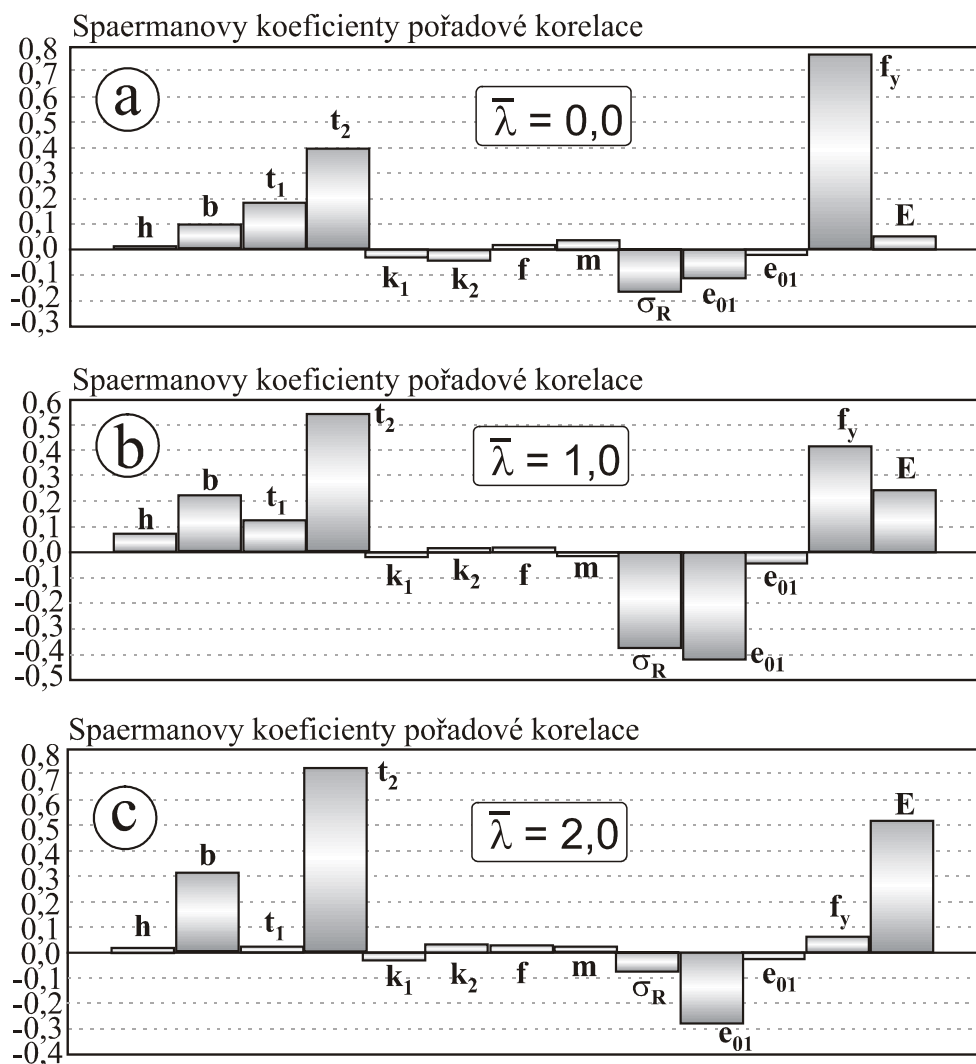 Spaermanovy koeficienty pořadové korelace
0,8
0,7
0,6
0,5
0,4
0,3
0,2
0,1
0,0
-0,1
-0,2
-0,3
a
λ̅ = 0,0
h
b
t₁
t₂
k₁
k₂
f
m
σR
e₀₁
e₀₁
fy
E
Spaermanovy koeficienty pořadové korelace
0,6
0,5
0,4
0,3
0,2
0,1
0,0
-0,1
-0,2
-0,3
-0,4
-0,5
b
λ̅ = 1,0
h
b
t₁
t₂
k₁
k₂
f
m
σR
e₀₁
e₀₁
fy
E
Spaermanovy koeficienty pořadové korelace
0,8
0,7
0,6
0,5
0,4
0,3
0,2
0,1
0,0
-0,1
-0,2
-0,3
-0,4
c
λ̅ = 2,0
h
b
t₁
t₂
k₁
k₂
f
m
σR
e₀₁
e₀₁
fy
E